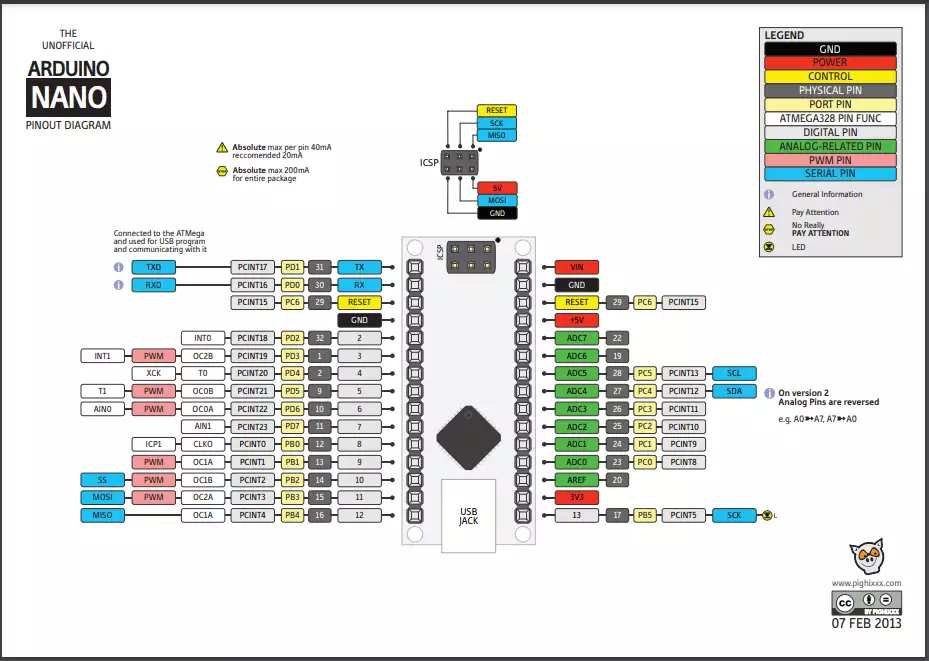 THE
UNOFFICIAL
ARDUINO
NANO
PINOUT DIAGRAM
Absolute max per pin 40mA
reccomended 20mA
Absolute max 200mA
for entire package
LEGEND
GND
POWER
CONTROL
PHYSICAL PIN
PORT PIN
ATMEGA328 PIN FUNC
DIGITAL PIN
ANALOG-RELATED PIN
PWM PIN
SERIAL PIN
General Information
Pay Attention
No Really
PAY ATTENTION
LED
RESET
SCK
MISO
ICSP
5V
MOSI
GND
Connected to the ATMega
and used for USB program
and communicating with it
ICSP
TXD PCINT17 PD1 31 TX
RXD PCINT16 PD0 30 RX
PCINT15 PC6 29 RESET
GND
INT0 PCINT18 PD2 32 2
INT1 PWM OC2B PCINT19 PD3 1 3
XCK T0 PCINT20 PD4 2 4
T1 PWM OC0B PCINT21 PD5 9 5
AIN0 PWM OC0A PCINT22 PD6 10 6
AIN1 PCINT23 PD7 11 7
ICP1 CLKO PCINT0 PB0 12 8
PWM OC1A PCINT1 PB1 13 9
SS PWM OC1B PCINT2 PB2 14 10
MOSI PWM OC2A PCINT3 PB3 15 11
MISO OC1A PCINT4 PB4 16 12
USB
JACK
VIN
GND
RESET 29 PC6 PCINT15
+5V
ADC7 22
ADC6 19
ADC5 28 PC5 PCINT13 SCL
ADC4 27 PC4 PCINT12 SDA
ADC3 26 PC3 PCINT11
ADC2 25 PC2 PCINT10
ADC1 24 PC1 PCINT9
ADC0 23 PC0 PCINT8
AREF 20
3V3
13 17 PB5 PCINT5 SCK L
On version 2
Analog Pins are reversed
e.g. A0➳A7, A7➳A0
www.pighixxx.com
cc
BY PIGHIXXX
07 FEB 2013